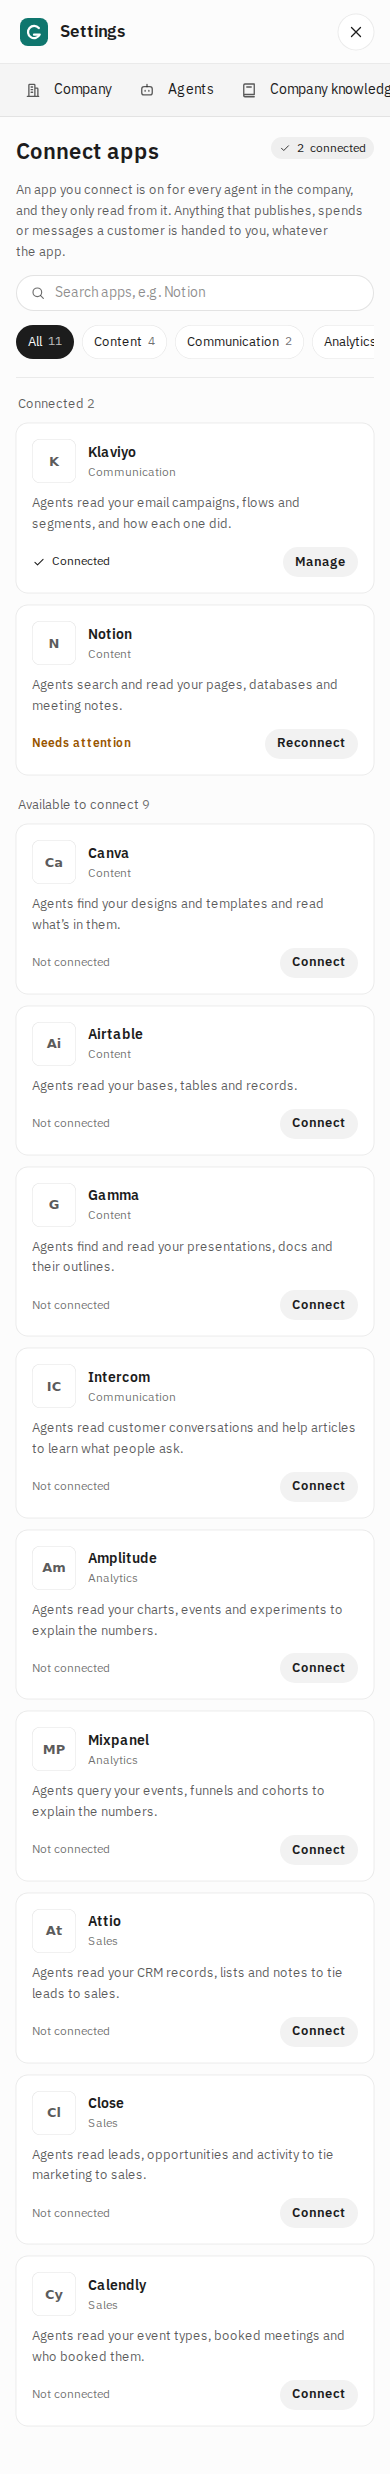 G Settings
Company Agents Company knowledg
Connect apps
2 connected
An app you connect is on for every agent in the company,
and they only read from it. Anything that publishes, spends
or messages a customer is handed to you, whatever
the app.
Search apps, e.g. Notion
All 11 Content 4 Communication 2 Analytics
Connected 2
K
Klaviyo
Communication
Agents read your email campaigns, flows and
segments, and how each one did.
Connected
Manage
N
Notion
Content
Agents search and read your pages, databases and
meeting notes.
Needs attention
Reconnect
Available to connect 9
Ca
Canva
Content
Agents find your designs and templates and read
what's in them.
Not connected
Connect
Ai
Airtable
Content
Agents read your bases, tables and records.
Not connected
Connect
G
Gamma
Content
Agents find and read your presentations, docs and
their outlines.
Not connected
Connect
IC
Intercom
Communication
Agents read customer conversations and help articles
to learn what people ask.
Not connected
Connect
Am
Amplitude
Analytics
Agents read your charts, events and experiments to
explain the numbers.
Not connected
Connect
MP
Mixpanel
Analytics
Agents query your events, funnels and cohorts to
explain the numbers.
Not connected
Connect
At
Attio
Sales
Agents read your CRM records, lists and notes to tie
leads to sales.
Not connected
Connect
Cl
Close
Sales
Agents read leads, opportunities and activity to tie
marketing to sales.
Not connected
Connect
Cy
Calendly
Sales
Agents read your event types, booked meetings and
who booked them.
Not connected
Connect